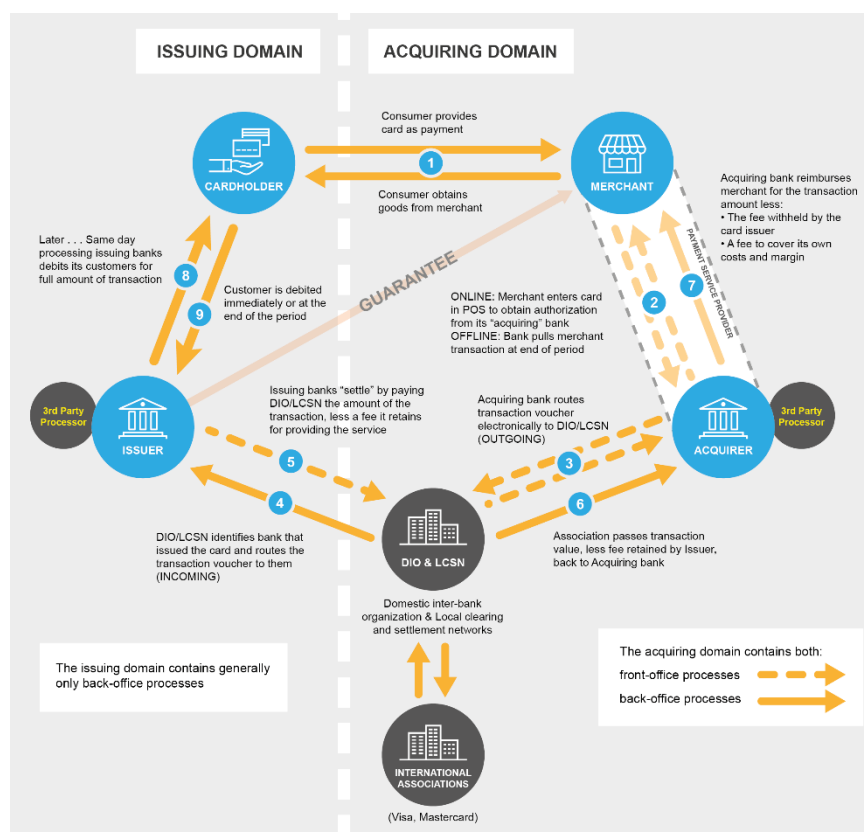 ISSUING DOMAIN
ACQUIRING DOMAIN
Consumer provides
card as payment
1
CARDHOLDER
MERCHANT
Consumer obtains
goods from merchant
Acquiring bank reimburses
merchant for the transaction
amount less:
• The fee withheld by the
card issuer
• A fee to cover its own
costs and margin
Later . . . Same day
processing issuing banks
debits its customers for
full amount of transaction
8
9
Customer is debited
immediately or at the
end of the period
GUARANTEE
ONLINE: Merchant enters card
in POS to obtain authorization
from its “acquiring” bank
OFFLINE: Bank pulls merchant
transaction at end of period
2
7
PAYMENT SERVICE PROVIDER
3rd Party
Processor
ISSUER
Issuing banks “settle” by paying
DIO/LCSN the amount of the
transaction, less a fee it retains
for providing the service
5
4
Acquiring bank routes
transaction voucher
electronically to DIO/LCSN
(OUTGOING)
3
6
ACQUIRER
3rd Party
Processor
DIO/LCSN identifies bank that
issued the card and routes the
transaction voucher to them
(INCOMING)
DIO & LCSN
Association passes transaction
value, less fee retained by Issuer,
back to Acquiring bank
Domestic inter-bank
organization & Local clearing
and settlement networks
The issuing domain contains generally
only back-office processes
The acquiring domain contains both:
front-office processes
back-office processes
INTERNATIONAL
ASSOCIATIONS
(Visa, Mastercard)